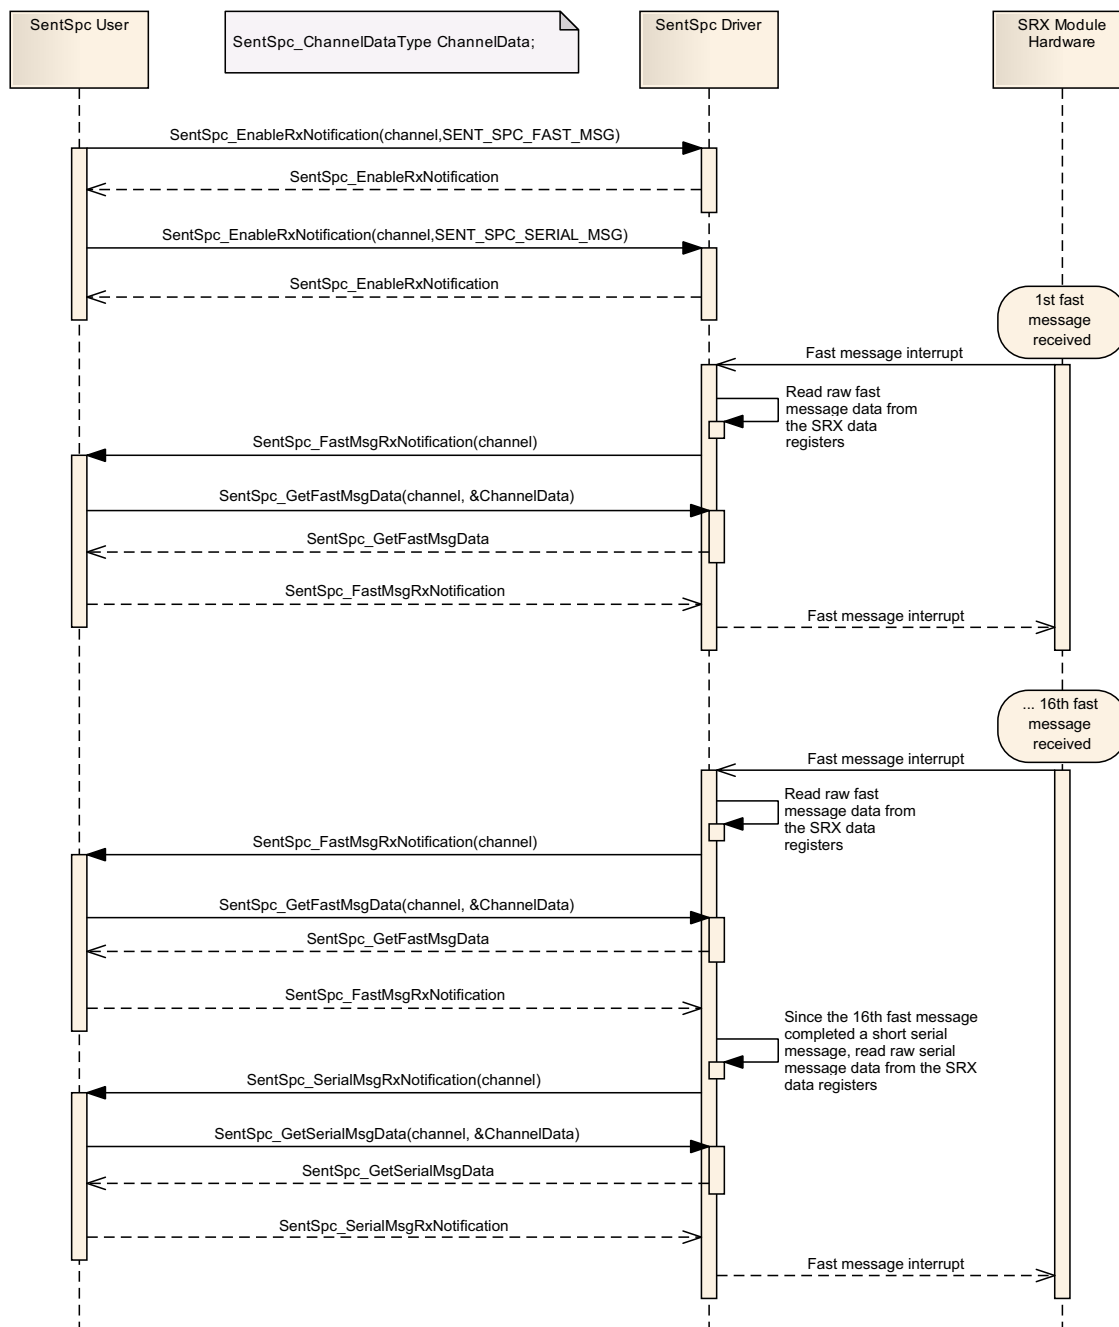 SentSpc User
SentSpc_ChannelDataType ChannelData;
SentSpc Driver
SRX Module
Hardware
SentSpc_EnableRxNotification(channel,SENT_SPC_FAST_MSG)
SentSpc_EnableRxNotification
SentSpc_EnableRxNotification(channel,SENT_SPC_SERIAL_MSG)
SentSpc_EnableRxNotification
1st fast
message
received
Fast message interrupt
Read raw fast
message data from
the SRX data
registers
SentSpc_FastMsgRxNotification(channel)
SentSpc_GetFastMsgData(channel, &ChannelData)
SentSpc_GetFastMsgData
SentSpc_FastMsgRxNotification
Fast message interrupt
... 16th fast
message
received
Fast message interrupt
Read raw fast
message data from
the SRX data
registers
SentSpc_FastMsgRxNotification(channel)
SentSpc_GetFastMsgData(channel, &ChannelData)
SentSpc_GetFastMsgData
SentSpc_FastMsgRxNotification
Since the 16th fast message
completed a short serial
message, read raw serial
message data from the SRX
data registers
SentSpc_SerialMsgRxNotification(channel)
SentSpc_GetSerialMsgData(channel, &ChannelData)
SentSpc_GetSerialMsgData
SentSpc_SerialMsgRxNotification
Fast message interrupt